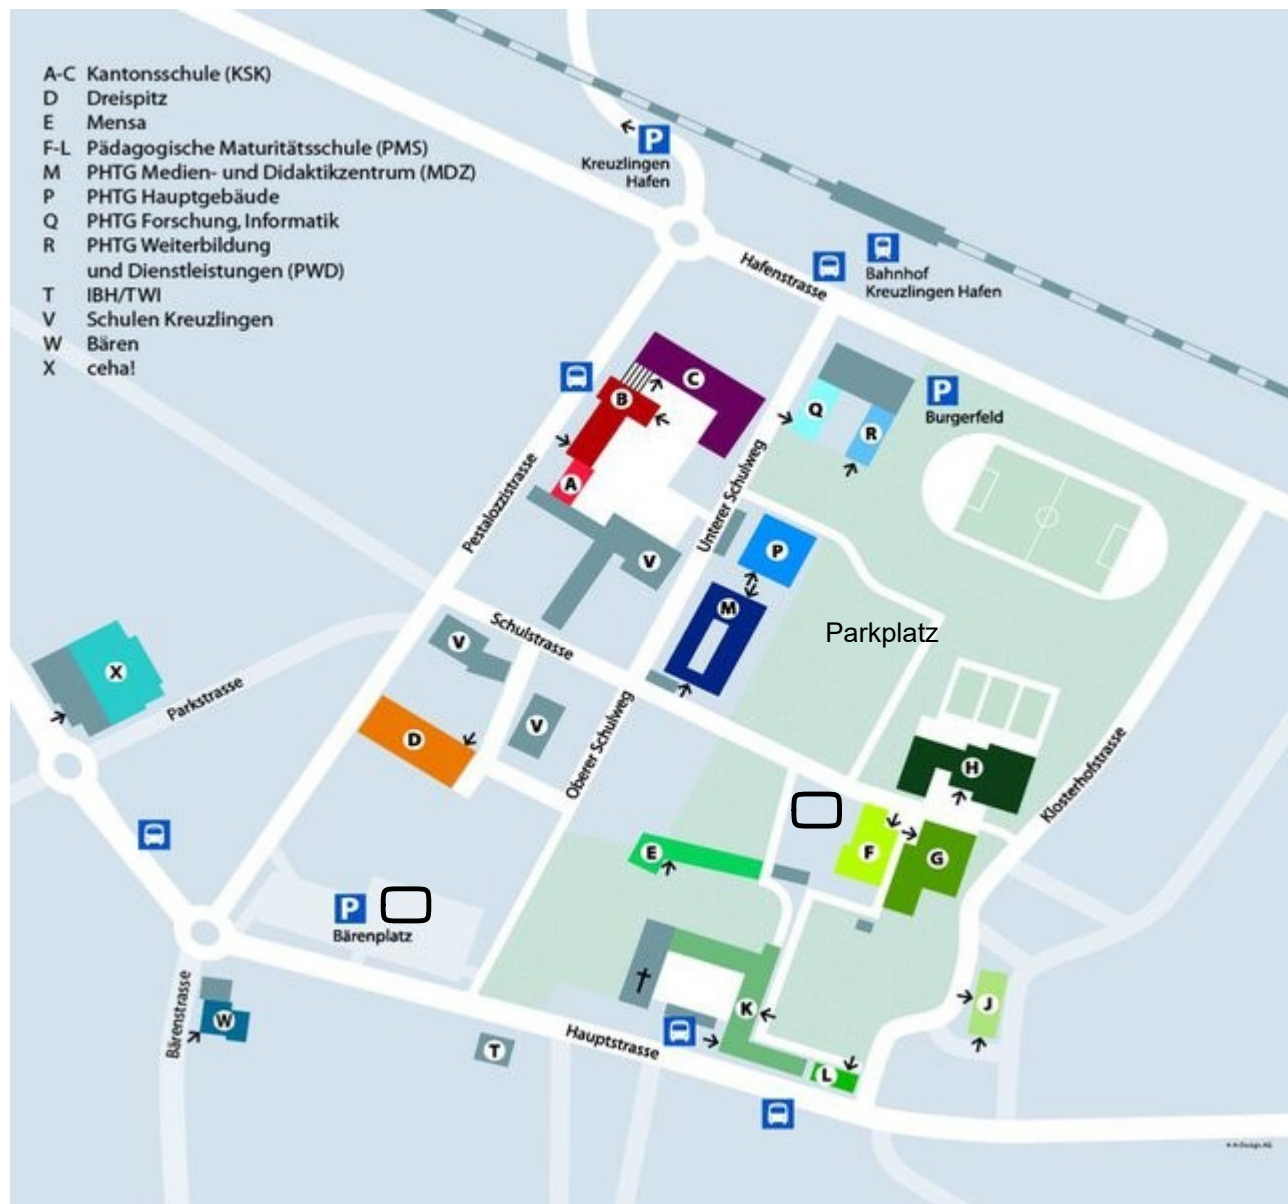 A-C Kantonsschule (KSK)
D Dreispitz
E Mensa
F-L Pädagogische Maturitätsschule (PMS)
M PHTG Medien- und Didaktikzentrum (MDZ)
P PHTG Hauptgebäude
Q PHTG Forschung, Informatik
R PHTG Weiterbildung
und Dienstleistungen (PWD)
T IBH/TWI
V Schulen Kreuzlingen
W Bären
X ceha!
P
Kreuzlingen
Hafen
Hafenstrasse
Bahnhof
Kreuzlingen Hafen
P
Burgerfeld
C
B
A
Q
R
Pestalozzistrasse
Unterer Schulweg
V
P
M
Parkplatz
Schulstrasse
V
V
X
Parkstrasse
D
Oberer Schulweg
H
Klosterhofstrasse
E
F
G
P
Bärenplatz
Bärenstrasse
W
T
Hauptstrasse
K
J
L